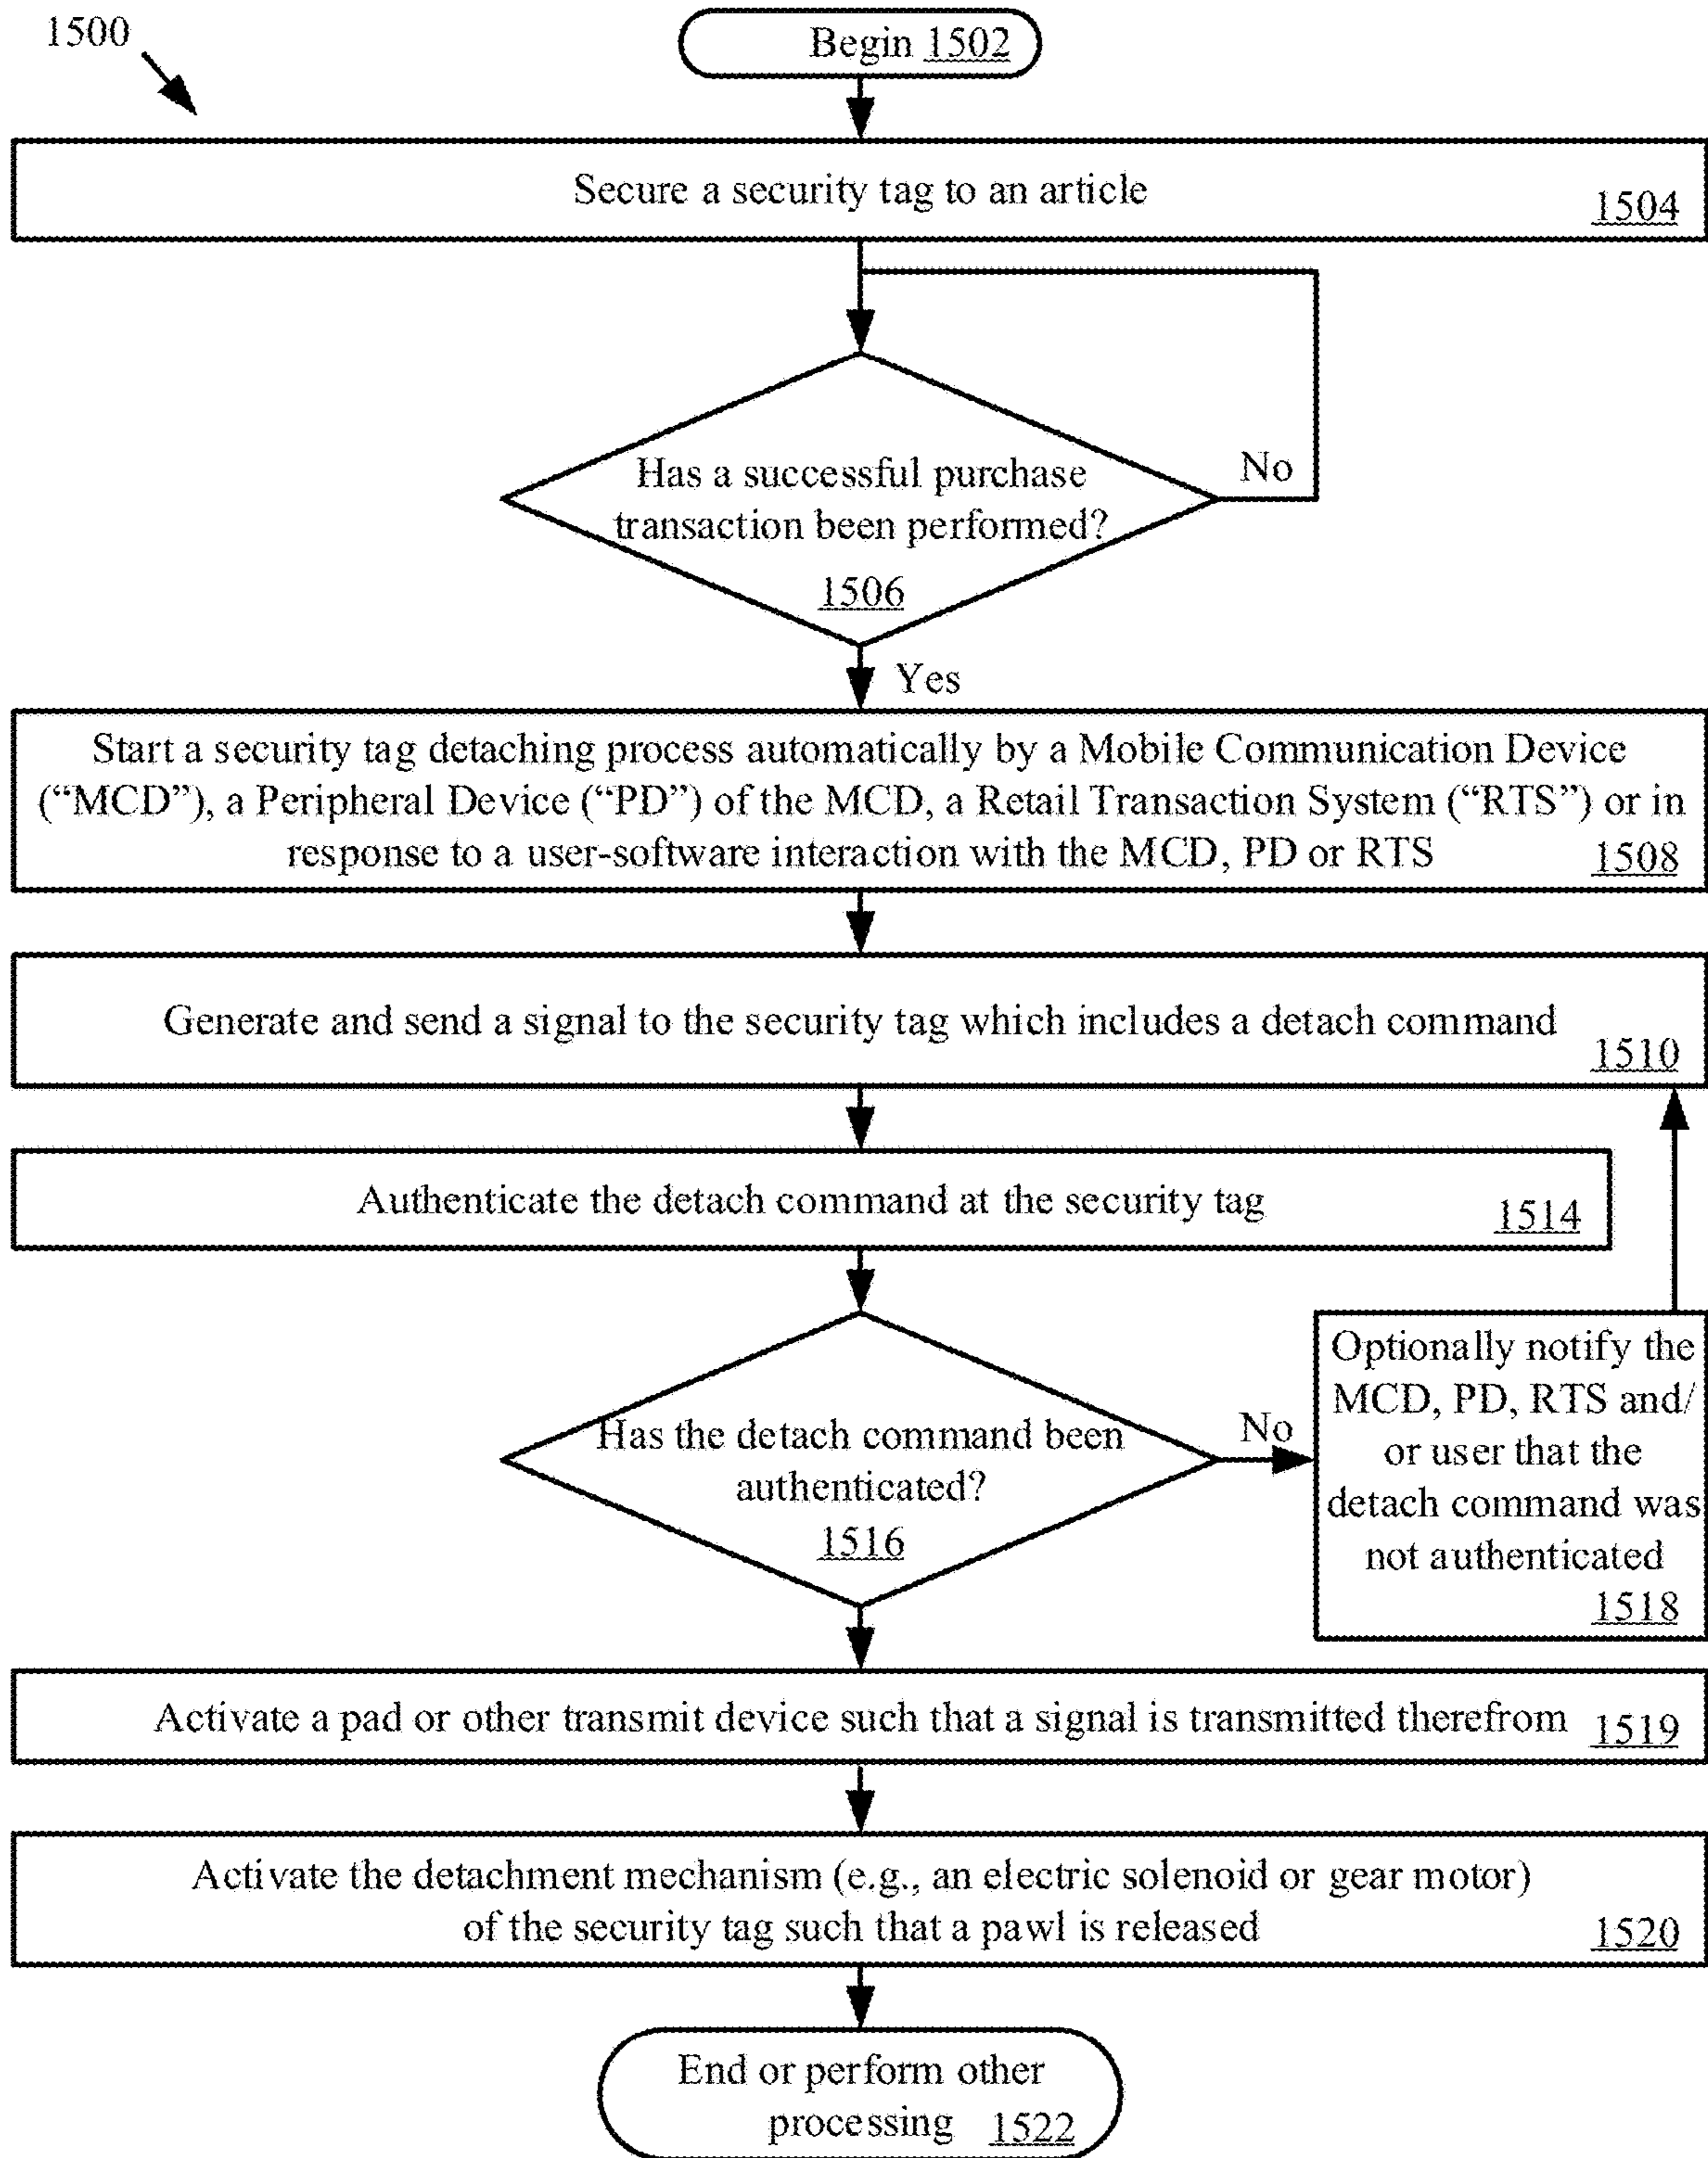 1500
Begin 1502
Secure a security tag to an article
1504
Has a successful purchase
transaction been performed?
1506
No
Yes
Start a security tag detaching process automatically by a Mobile Communication Device
(“MCD”), a Peripheral Device (“PD”) of the MCD, a Retail Transaction System (“RTS”) or in
response to a user-software interaction with the MCD, PD or RTS
1508
Generate and send a signal to the security tag which includes a detach command
1510
Authenticate the detach command at the security tag
1514
Has the detach command been
authenticated?
1516
No
Optionally notify the
MCD, PD, RTS and/
or user that the
detach command was
not authenticated
1518
Activate a pad or other transmit device such that a signal is transmitted therefrom 1519
Activate the detachment mechanism (e.g., an electric solenoid or gear motor)
of the security tag such that a pawl is released
1520
End or perform other
processing 1522